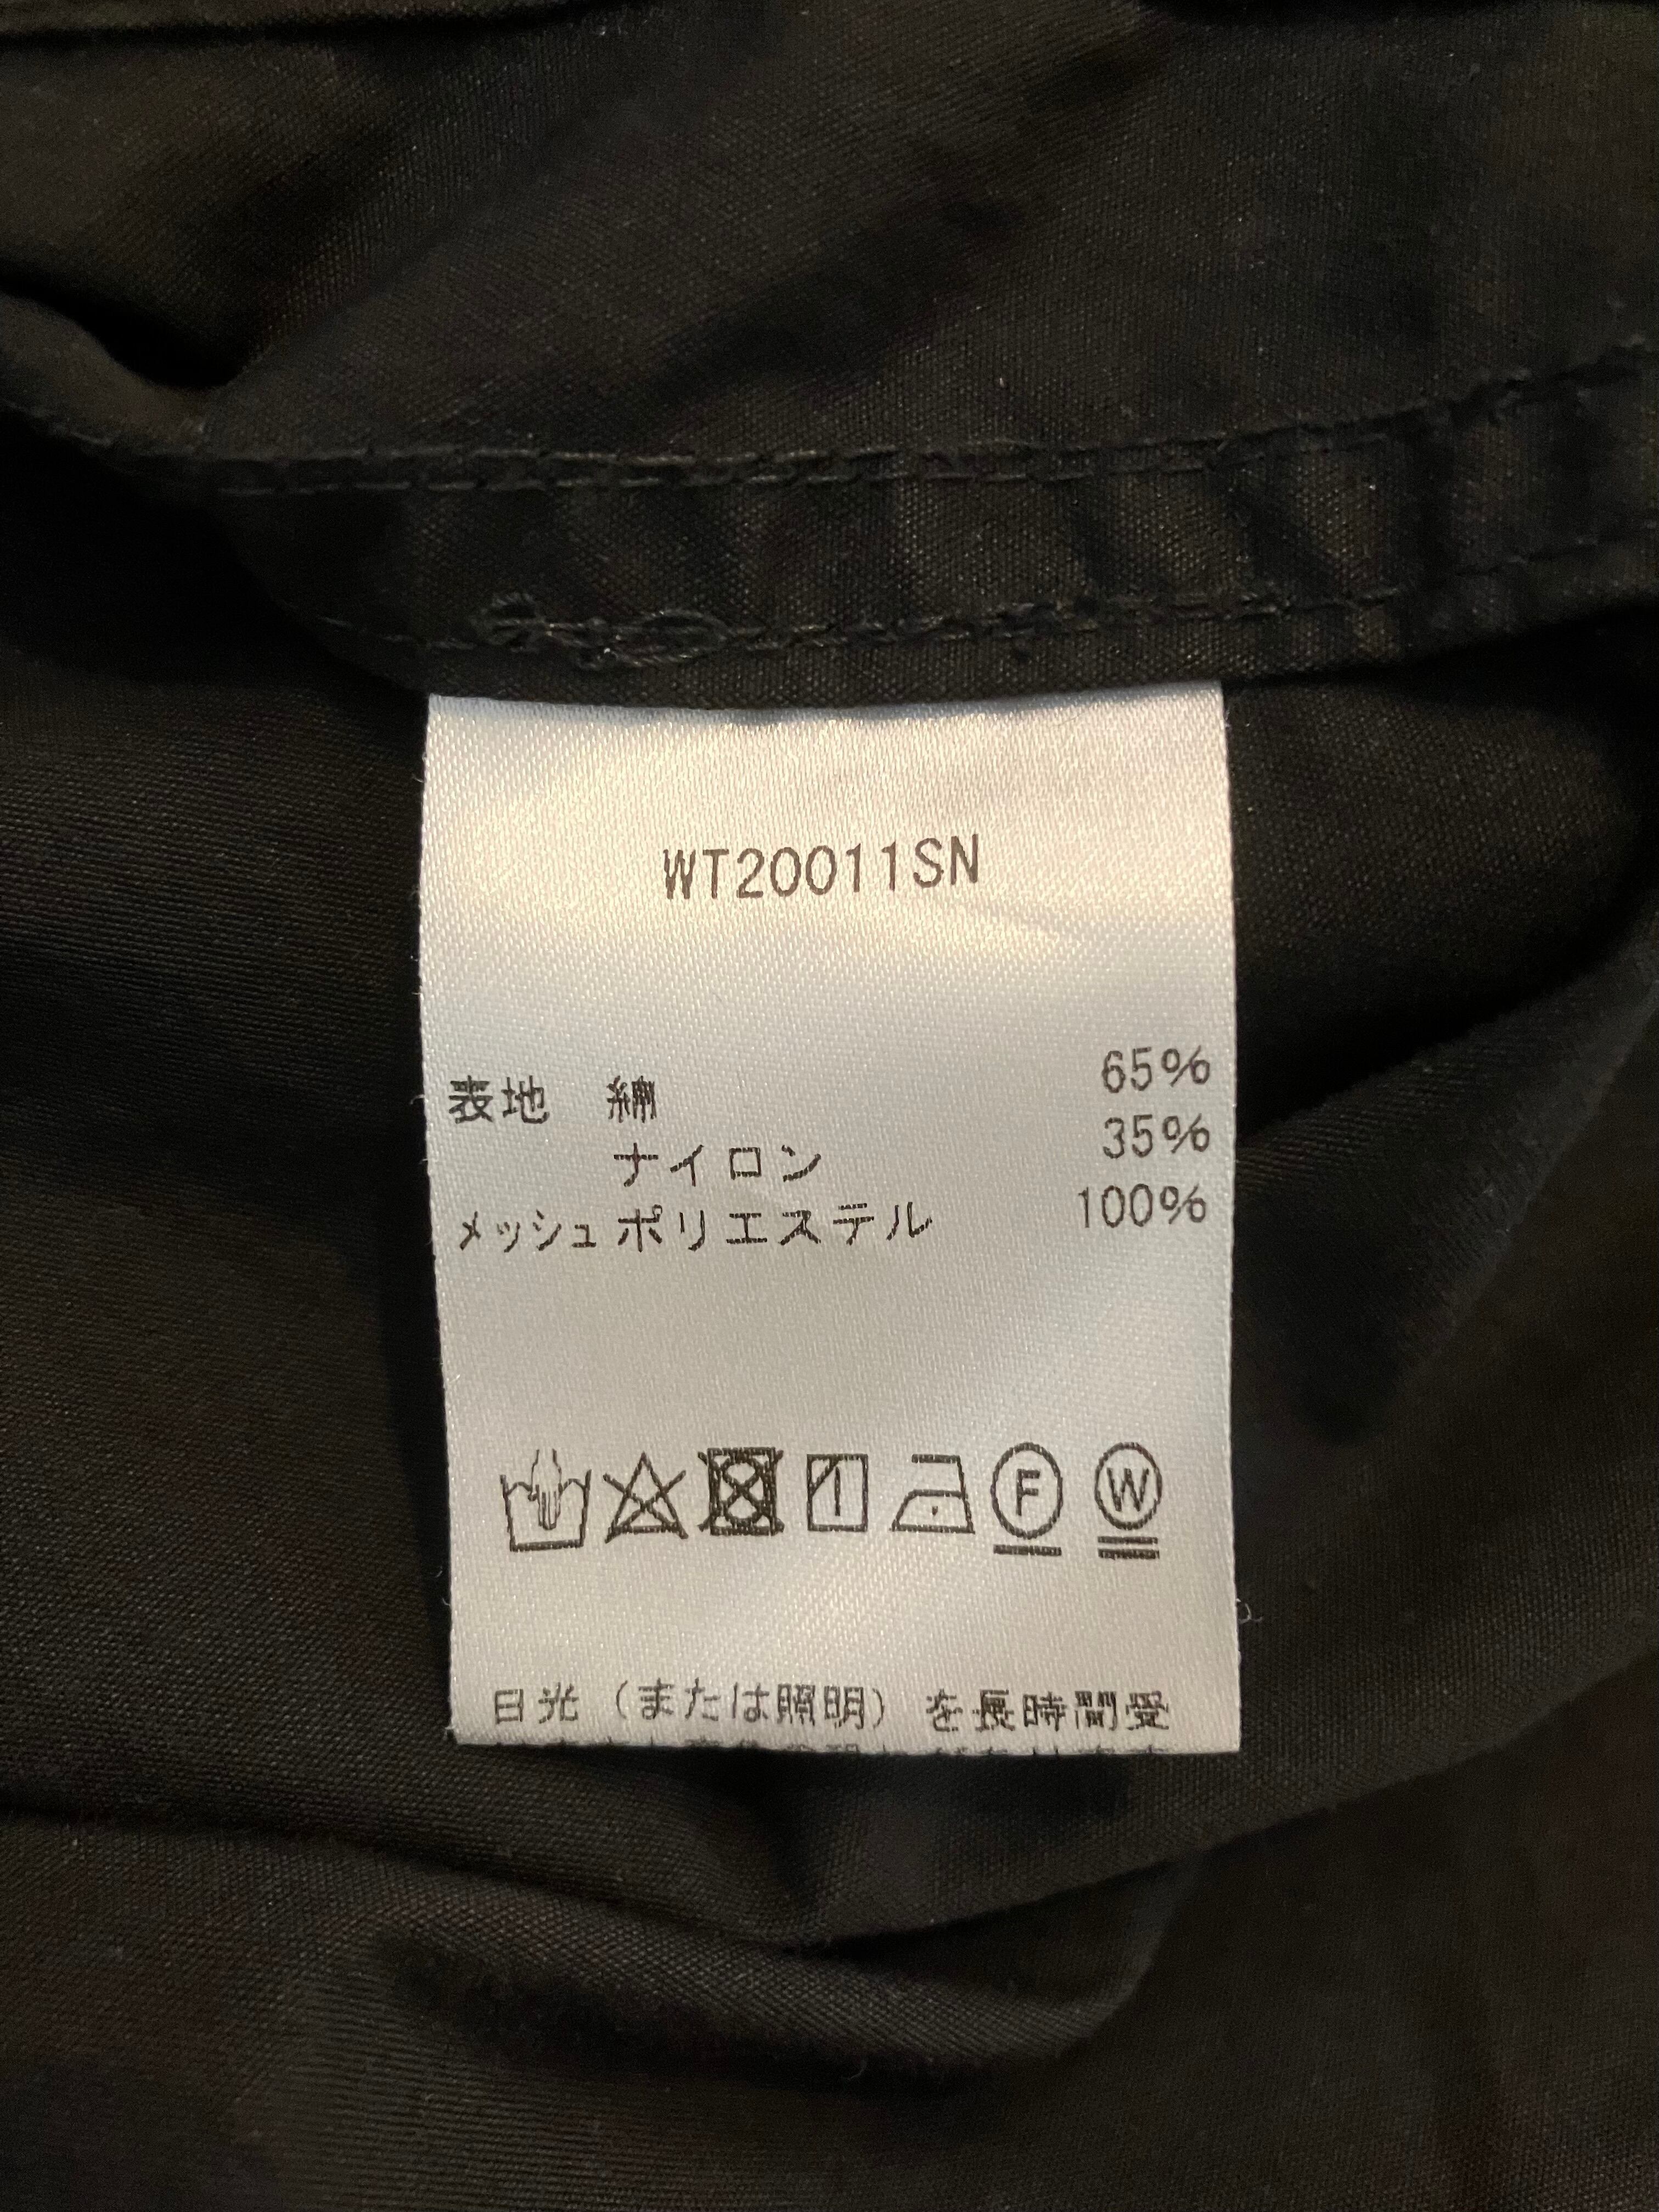 WT20011SN
表地 綿 65%
ナイロン 35%
メッシュ ポリエステル 100%
F W
日光(または照明)を長時間受